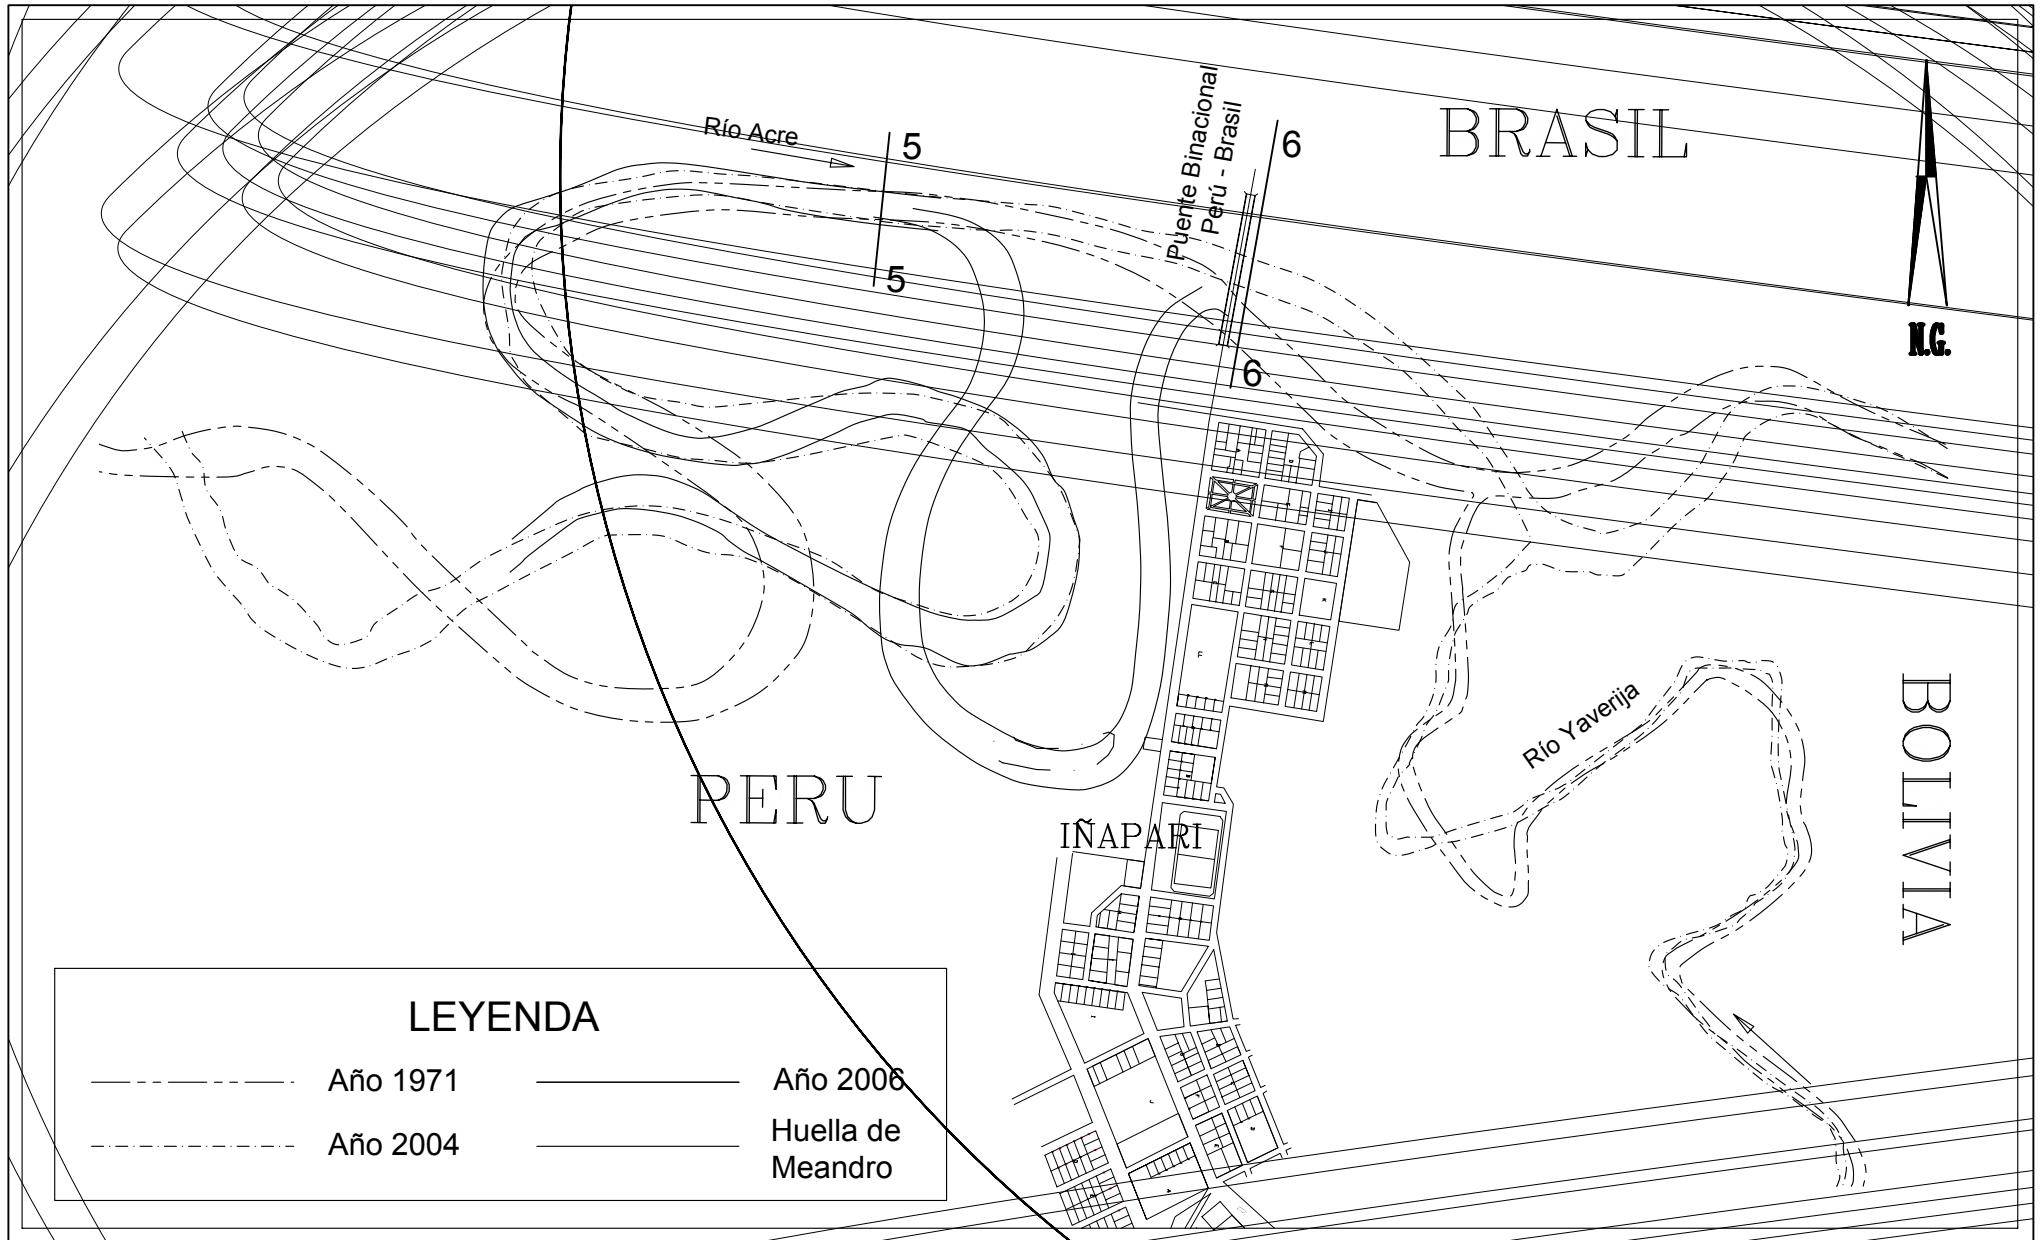 BRASIL
Río Acre
5
Puente Binacional
Perú - Brasil
6
5
N.G.
6
F
BOLIVIA
Río Yaverija
PERU
IÑAPARI
LEYENDA
Año 1971
Año 2006
Año 2004
Huella de
Meandro